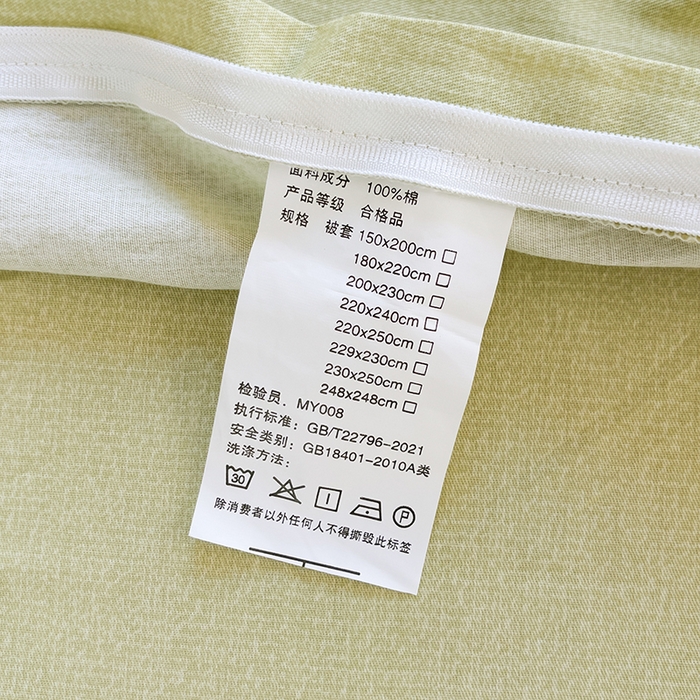 面料成分 100%棉
产品等级 合格品
规格 被套 150x200cm
180x220cm
200x230cm
220x240cm
220x250cm
229x230cm
230x250cm
248x248cm
检验员. MY008
执行标准: GB/T22796-2021
安全类别: GB18401-2010A类
洗涤方法:
30 P
除消费者以外任何人不得撕毁此标签